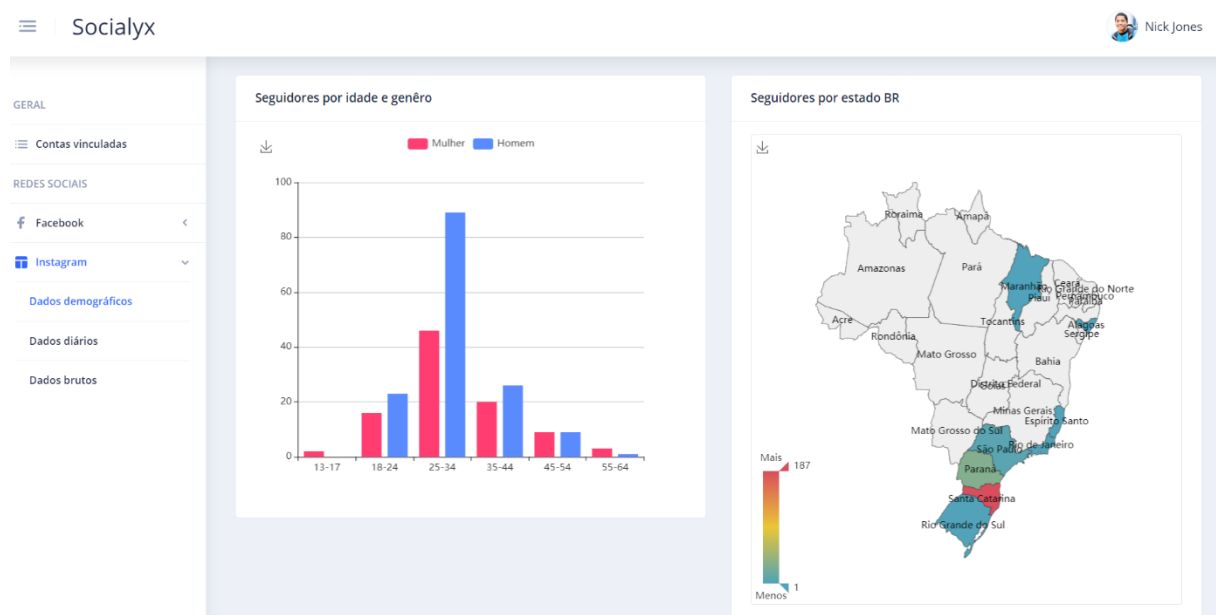 Socialyx
Nick Jones
GERAL
Contas vinculadas
REDES SOCIAIS
Facebook
Instagram
Dados demográficos
Dados diários
Dados brutos
Seguidores por idade e genêro
Mulher Homem
100
80
60
40
20
0
13-17 18-24 25-34 35-44 45-54 55-64
Seguidores por estado BR
Roraima
Amapá
Amazonas
Pará
Maranhão
Ceará
Rio Grande do Norte
Piauí
Pernambuco
Paraíba
Acre
Tocantins
Alagoas
Sergipe
Rondônia
Mato Grosso
Bahia
Distrito Federal
Goiás
Minas Gerais
Espírito Santo
Mato Grosso do Sul
Rio de Janeiro
São Paulo
Paraná
Santa Catarina
Rio Grande do Sul
Mais
187
1
Menos